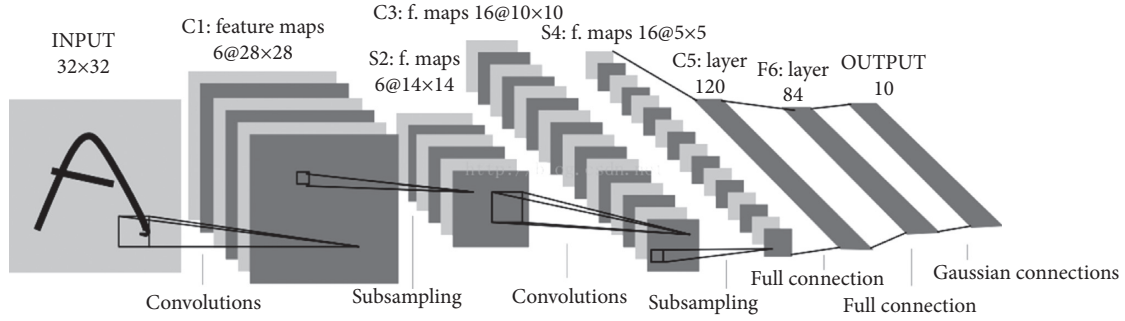 INPUT
32×32
C1: feature maps
6@28×28
S2: f. maps
6@14×14
C3: f. maps 16@10×10
S4: f. maps 16@5×5
C5: layer
120
F6: layer
84
OUTPUT
10
Convolutions
Subsampling
Convolutions
Subsampling
Full connection
Full connection
Gaussian connections